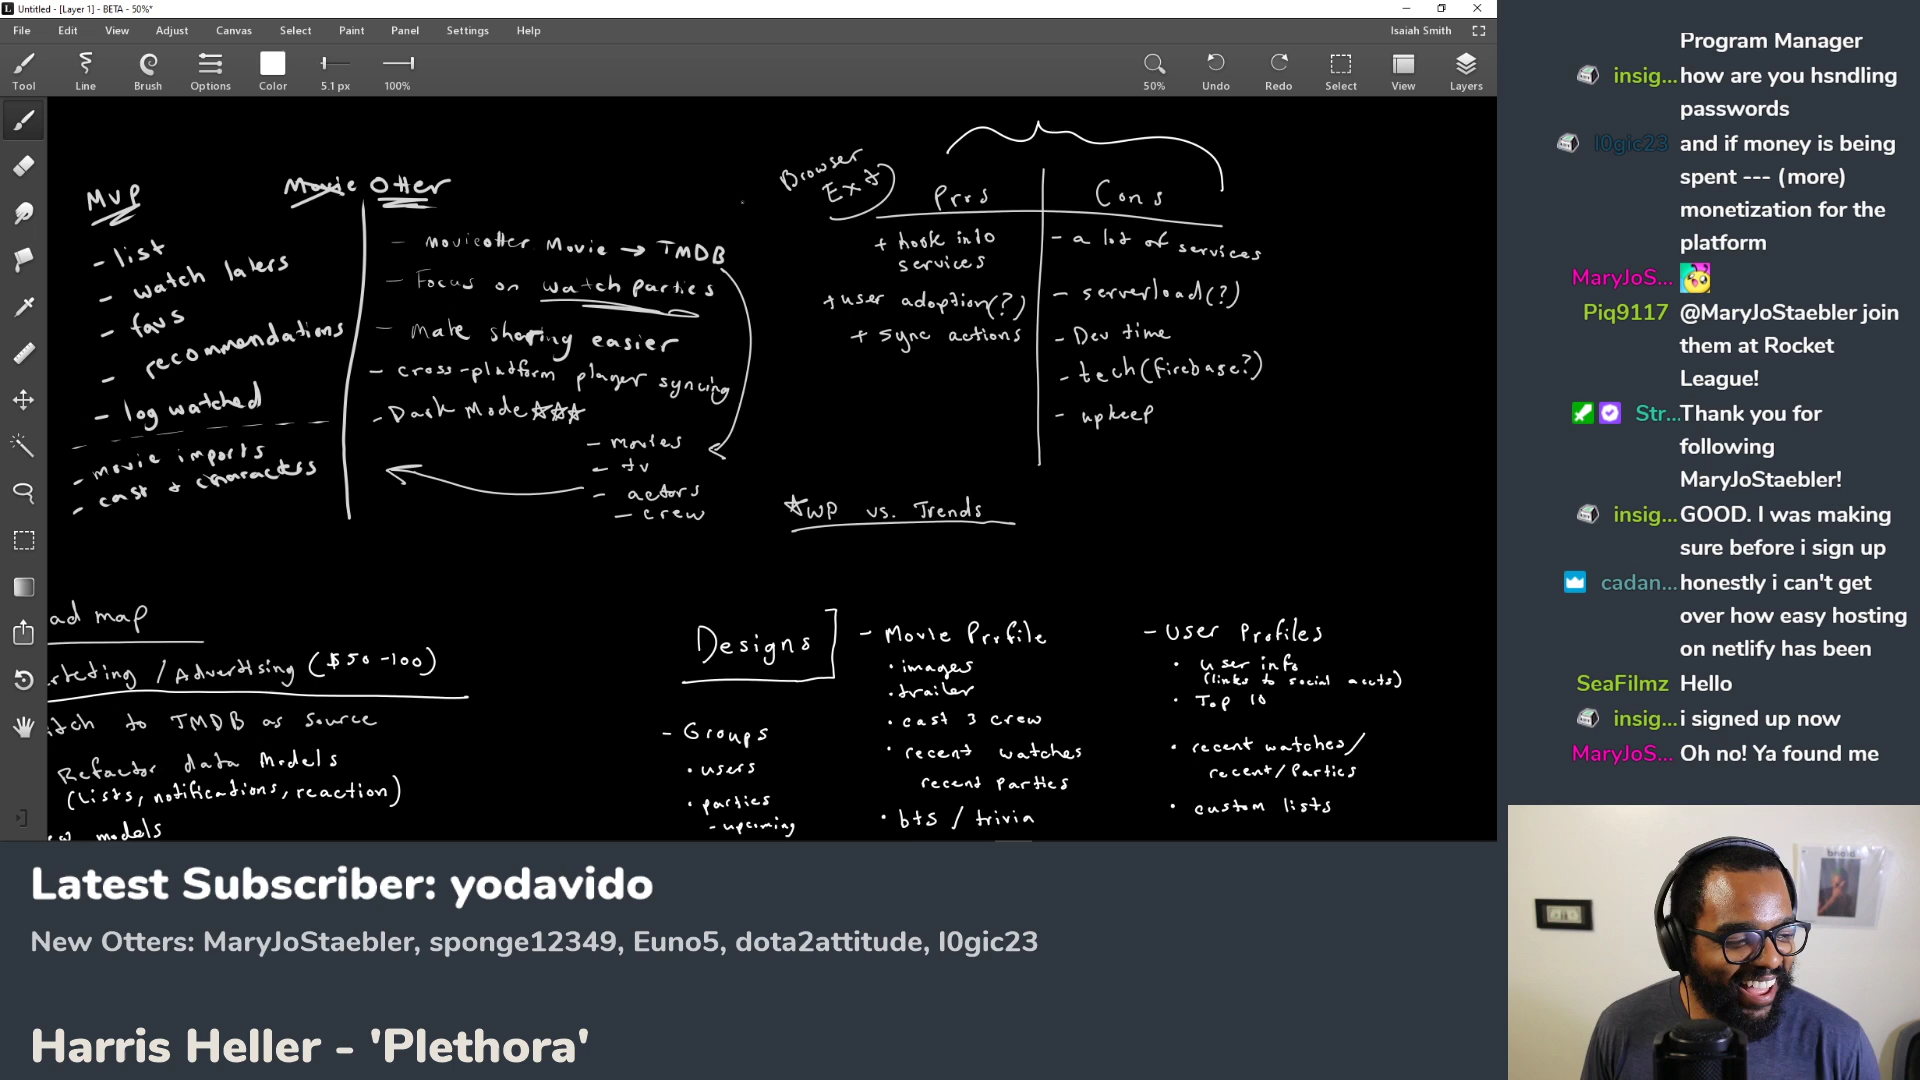 Untitled - [Layer 1] - BETA - 50%*
File Edit View Adjust Canvas Select Paint Panel Settings Help
Isaiah Smith
Tool Line Brush Options Color 5.1 px 100%
50% Undo Redo Select View Layers
MVP
- list
- watch laters
- favs
- recommendations
- log watched
- movie imports
- cast + characters
Movie Otter
- movieotter Movie → TMDB
- Focus on watch parties
- Make sharing easier
- cross-platform player syncing
- Dark Mode ☆☆☆
- movies
- tv
- actors
- crew
Browser
Ext
Pros
+ hook into
services
+ user adoption(?)
+ sync actions
Cons
- a lot of services
- serverload(?)
- Dev time
- tech(Firebase?)
- upkeep
☆WP vs. Trends
ad map
rketing / Advertising ($50-100)
itch to TMDB as source
Refactor data Models
(lists, notifications, reaction)
models
Designs
- Groups
• users
• parties
- upcoming
- Movie Profile
• images
• trailer
• cast & crew
• recent watches
recent parties
• bts / trivia
- User Profiles
• user info
(links to social accts)
• Top 10
• recent watches/
recent/Parties
• custom lists
Program Manager
insig... how are you hsndling
passwords
l0gic23 and if money is being
spent --- (more)
monetization for the
platform
MaryJoS...
Piq9117 @MaryJoStaebler join
them at Rocket
League!
Str... Thank you for
following
MaryJoStaebler!
insig... GOOD. I was making
sure before i sign up
cadan... honestly i can't get
over how easy hosting
on netlify has been
SeaFilmz Hello
insig... i signed up now
MaryJoS... Oh no! Ya found me
Latest Subscriber: yodavido
New Otters: MaryJoStaebler, sponge12349, Euno5, dota2attitude, l0gic23
Harris Heller - 'Plethora'